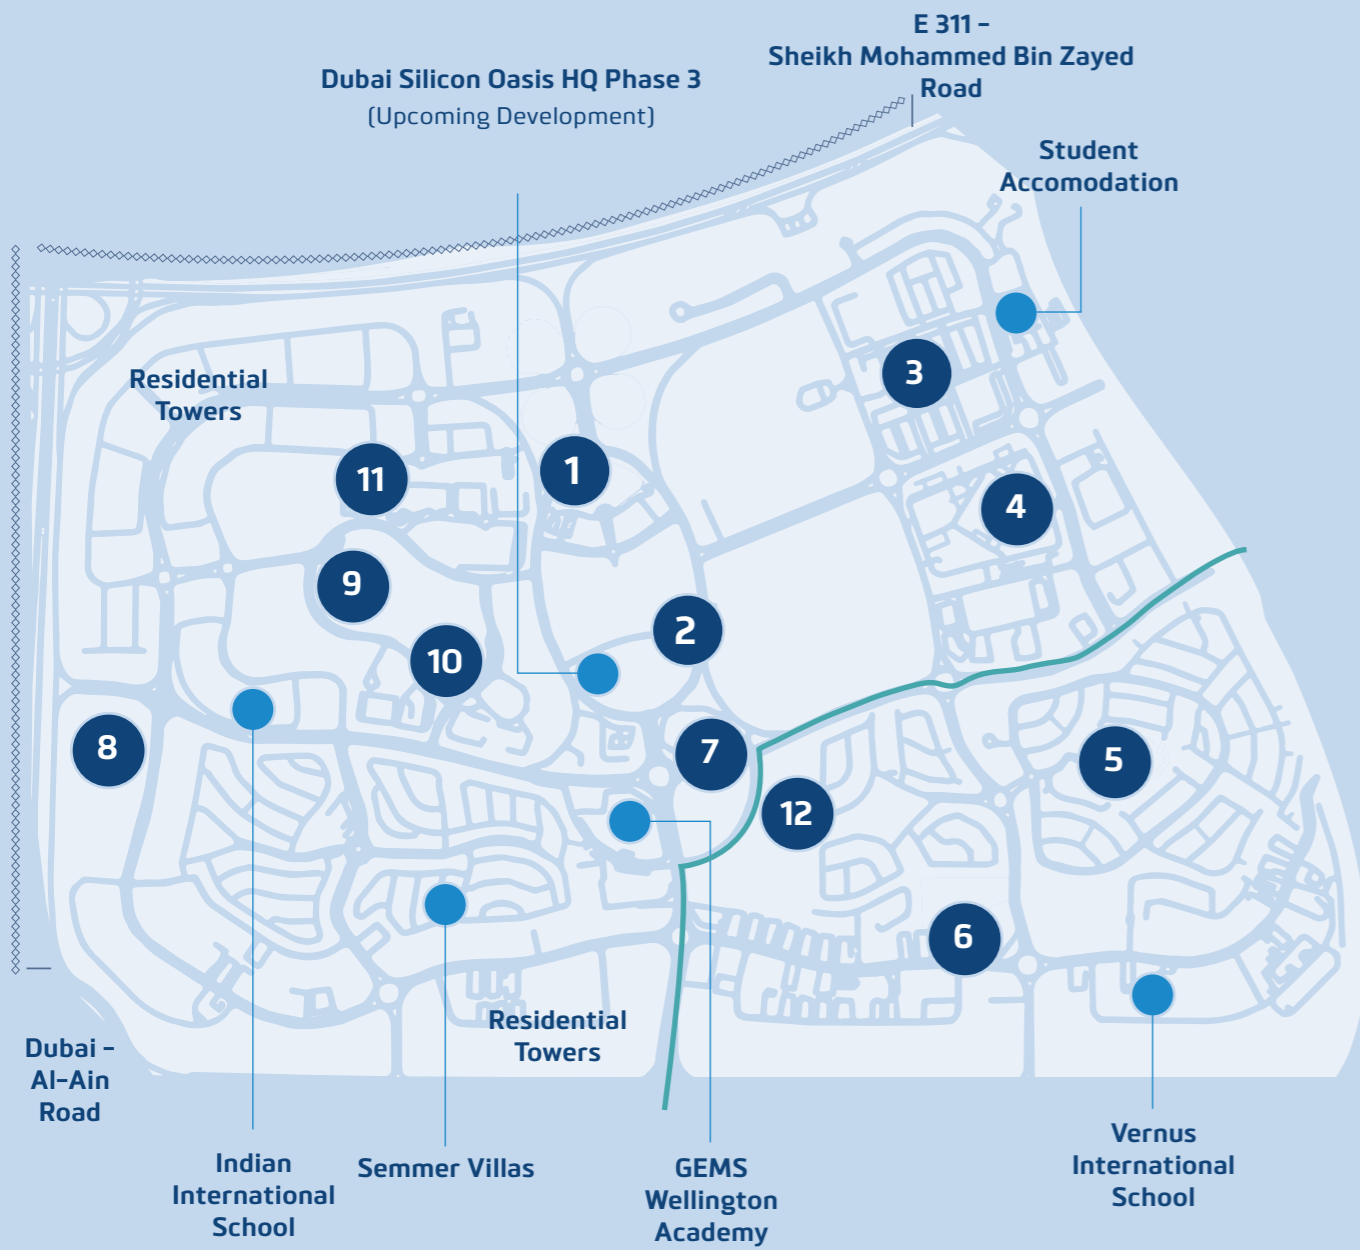 E 311 –
Sheikh Mohammed Bin Zayed
Road
Dubai Silicon Oasis HQ Phase 3
(Upcoming Development)
Student
Accomodation
Residential
Towers
3
11
1
4
9
2
10
8
7
5
12
6
Residential
Towers
Dubai –
Al-Ain
Road
Indian
International
School
Semmer Villas
GEMS
Wellington
Academy
Vernus
International
School